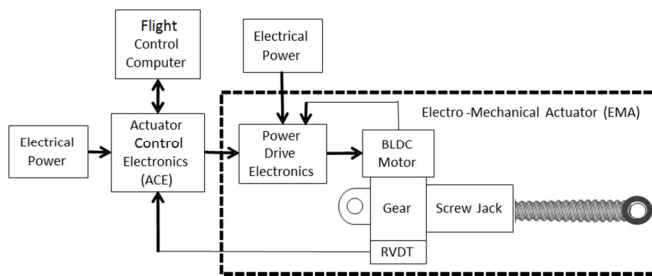 Flight
Control
Computer
Electrical
Power
Electro -Mechanical Actuator (EMA)
Electrical
Power
Actuator
Control
Electronics
(ACE)
Power
Drive
Electronics
BLDC
Motor
Gear
Screw Jack
RVDT